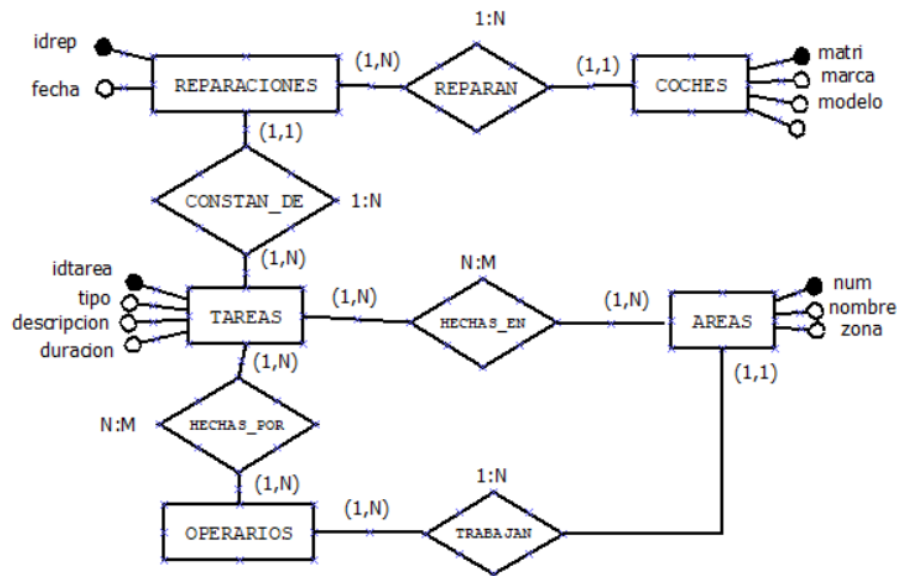 1:N
idrep
fecha
REPARACIONES
(1,N)
REPARAN
(1,1)
COCHES
matri
marca
modelo
(1,1)
CONSTAN_DE
1:N
(1,N)
idtarea
tipo
descripcion
duracion
TAREAS
(1,N)
N:M
HECHAS_EN
(1,N)
AREAS
num
nombre
zona
(1,N)
(1,1)
N:M
HECHAS_POR
(1,N)
OPERARIOS
(1,N)
1:N
TRABAJAN